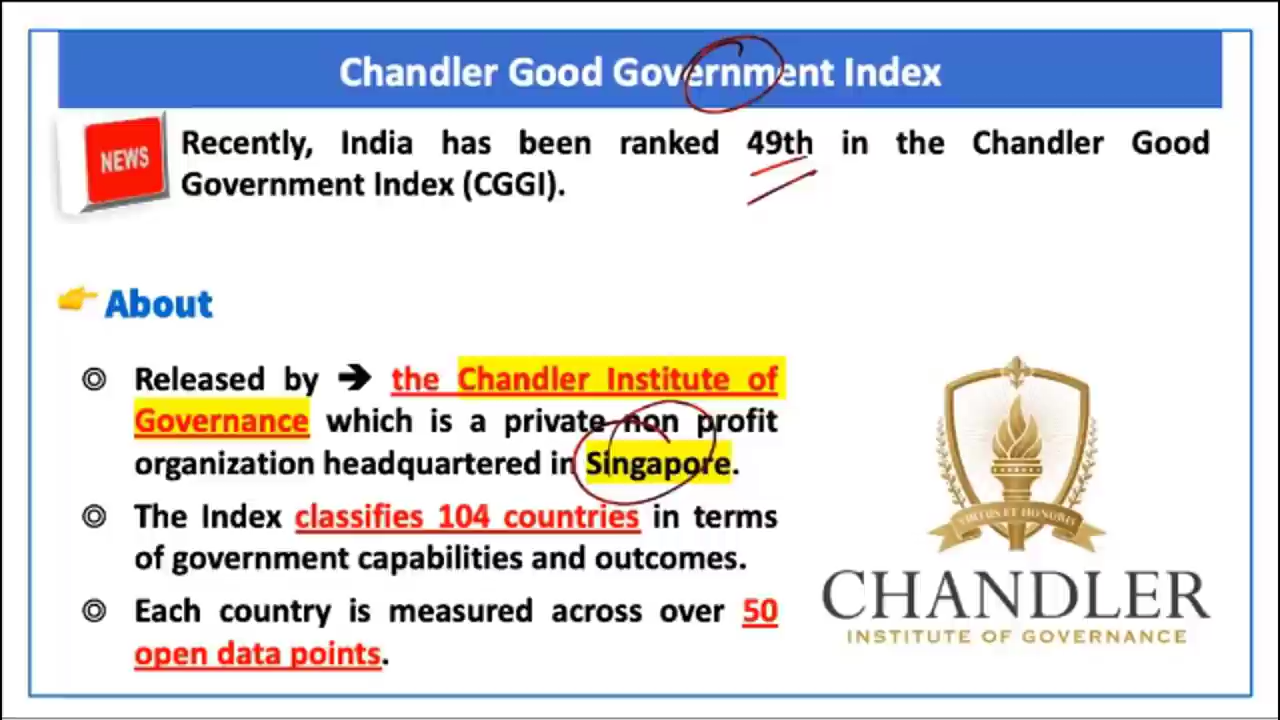 Chandler Good Government Index
NEWS
Recently, India has been ranked 49th in the Chandler Good
Government Index (CGGI).
About
Released by → the Chandler Institute of
Governance which is a private non profit
organization headquartered in Singapore.
The Index classifies 104 countries in terms
of government capabilities and outcomes.
Each country is measured across over 50
open data points.
VIRTUS ET HONORIS
CHANDLER
INSTITUTE OF GOVERNANCE